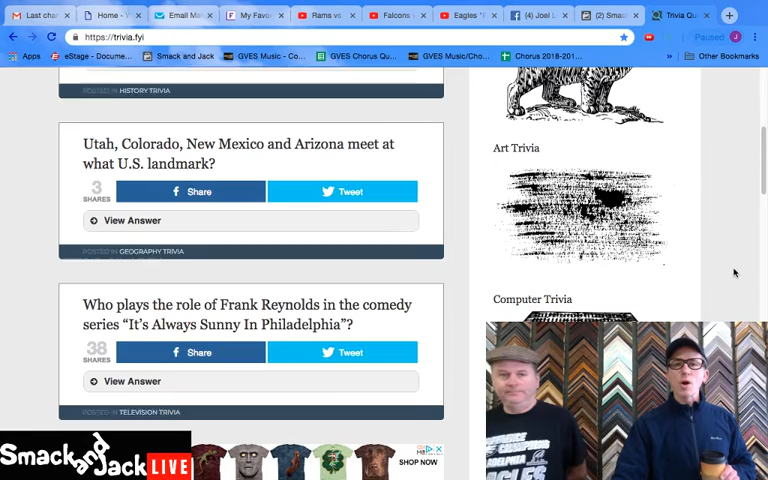 Last chan
Home - V
Email Ma
My Favor
Rams vs
Falcons v
Eagles *F
(4) Joel L
(2) Smac
Trivia Qu
https://trivia.fyi
Paused
J
Apps
eStage - Docume...
Smack and Jack
GVES Music - Co...
GVES Chorus Qu...
GVES Music/Cho...
Chorus 2018-201...
»
Other Bookmarks
POSTED IN HISTORY TRIVIA
Utah, Colorado, New Mexico and Arizona meet at
what U.S. landmark?
3
SHARES
Share
Tweet
View Answer
POSTED IN GEOGRAPHY TRIVIA
Who plays the role of Frank Reynolds in the comedy
series “It’s Always Sunny In Philadelphia”?
38
SHARES
Share
Tweet
View Answer
POSTED IN TELEVISION TRIVIA
Art Trivia
Computer Trivia
Smack and Jack LIVE
SHOP NOW